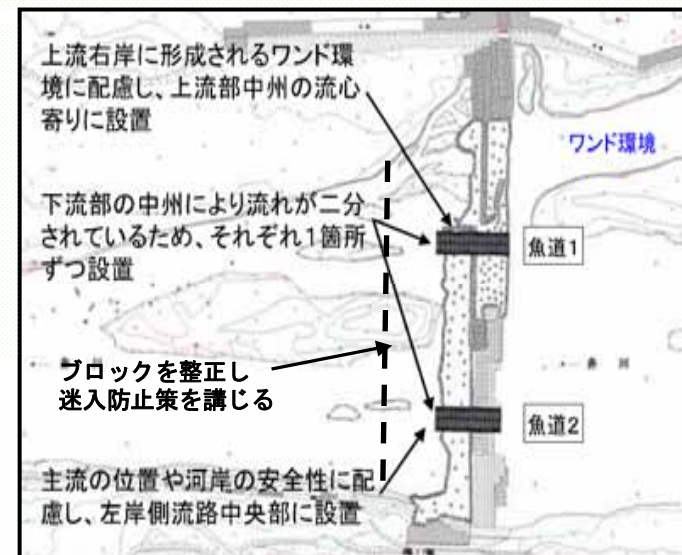 上流右岸に形成されるワンド環
境に配慮し、上流部中州の流心
寄りに設置
ワンド環境
下流部の中州により流れが二分
されているため、それぞれ1箇所
ずつ設置
魚道1
ブロックを整正し
迷入防止策を講じる
魚道2
主流の位置や河岸の安全性に配
慮し、左岸側流路中央部に設置